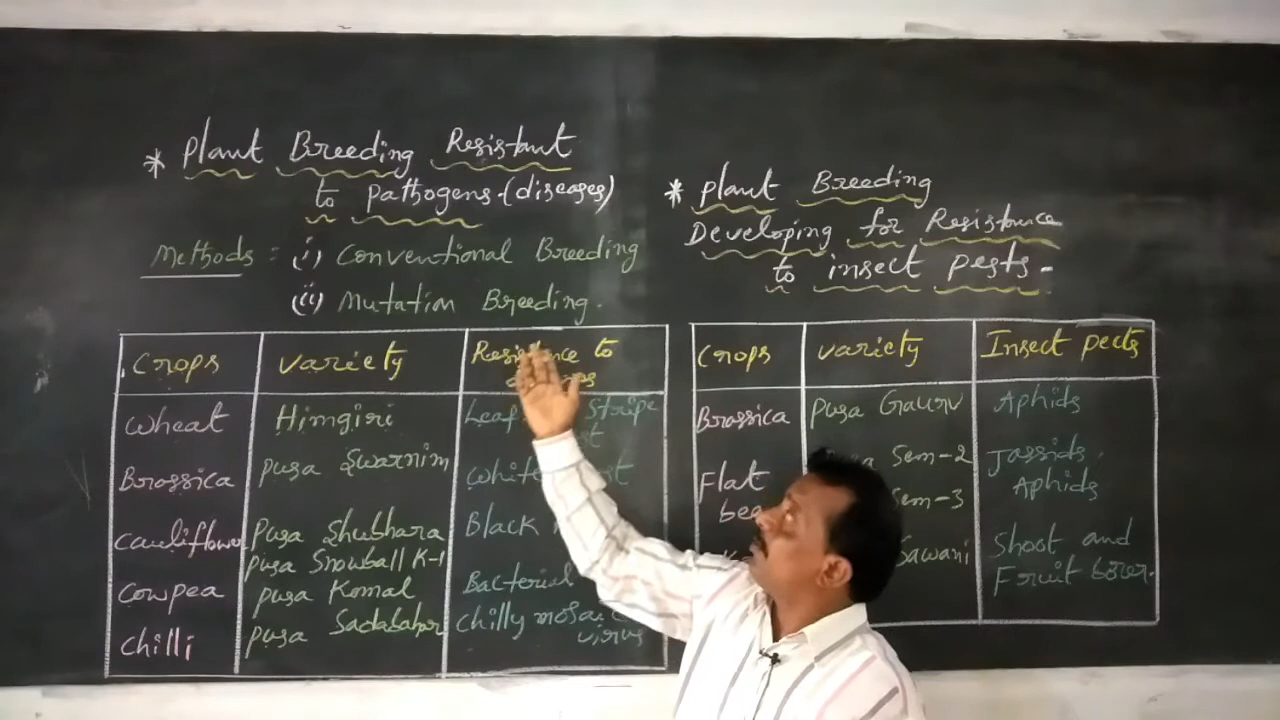 * Plant Breeding Resistant
to Pathogens.(diseases)
Methods : (i) Conventional Breeding
(ii) Mutation Breeding.
Crops Variety Resistance to
Wheat Himgiri Leaf Stripe
Brassica Pusa Swarnim White
Cauliflower Pusa Shubhara Black
Pusa Snowball K-1
Cowpea Pusa Komal Bacterial
Chilli Pusa Sadabahar Chilly mosaic
virus
* Plant Breeding
Developing for Resistance
to insect pests.
Crops Variety Insect pests
Brassica Pusa Gaurv Aphids
Flat Sem-2 Jassids,
Sem-3 Aphids
Sawani Shoot and
Fruit borer.